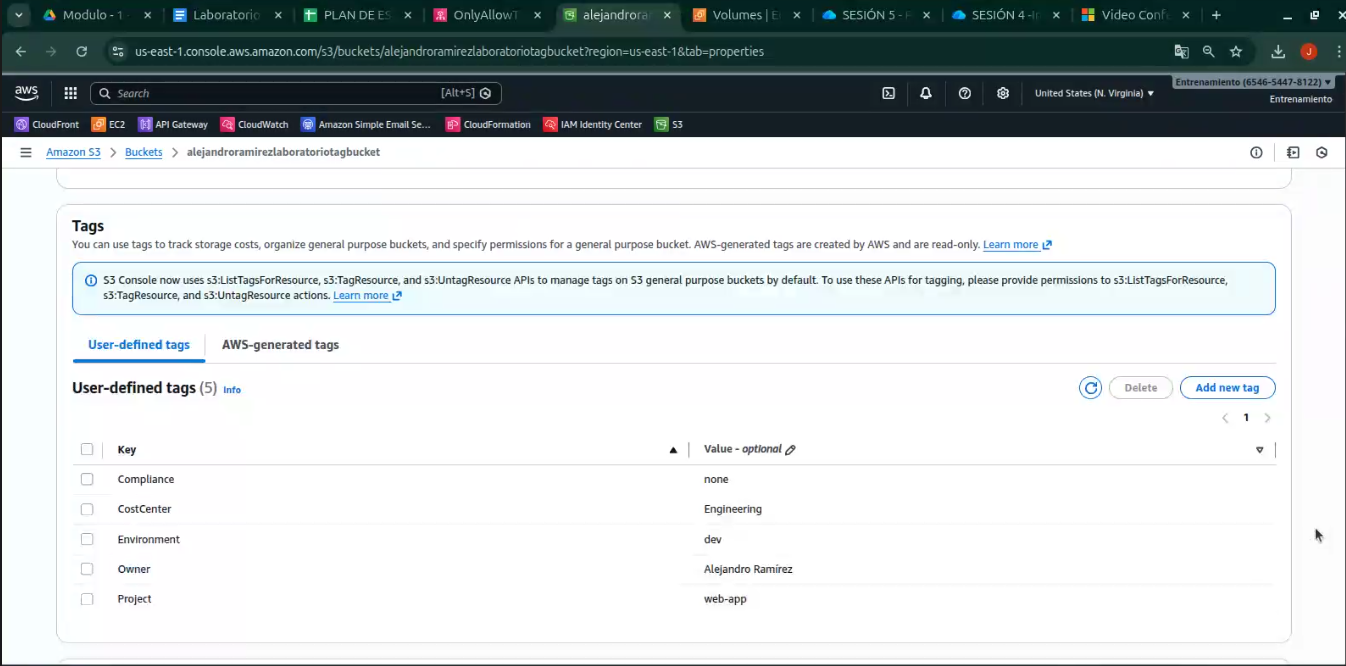 Modulo - 1 -
Laboratorio
PLAN DE ES
OnlyAllowT
alejandrorar
Volumes | E
SESIÓN 5 -
SESIÓN 4 -
Video Conf
us-east-1.console.aws.amazon.com/s3/buckets/alejandroramirezlaboratoriotagbucket?region=us-east-1&tab=properties
J
aws
Search
[Alt+S]
United States (N. Virginia)
Entrenamiento (6546-5447-8122)
Entrenamiento
CloudFront
EC2
API Gateway
CloudWatch
Amazon Simple Email Se...
CloudFormation
IAM Identity Center
S3
Amazon S3 > Buckets > alejandroramirezlaboratoriotagbucket
Tags
You can use tags to track storage costs, organize general purpose buckets, and specify permissions for a general purpose bucket. AWS-generated tags are created by AWS and are read-only. Learn more
S3 Console now uses s3:ListTagsForResource, s3:TagResource, and s3:UntagResource APIs to manage tags on S3 general purpose buckets by default. To use these APIs for tagging, please provide permissions to s3:ListTagsForResource,
s3:TagResource, and s3:UntagResource actions. Learn more
User-defined tags
AWS-generated tags
User-defined tags (5) Info
Delete
Add new tag
1
Key
Value - optional
Compliance
none
CostCenter
Engineering
Environment
dev
Owner
Alejandro Ramírez
Project
web-app